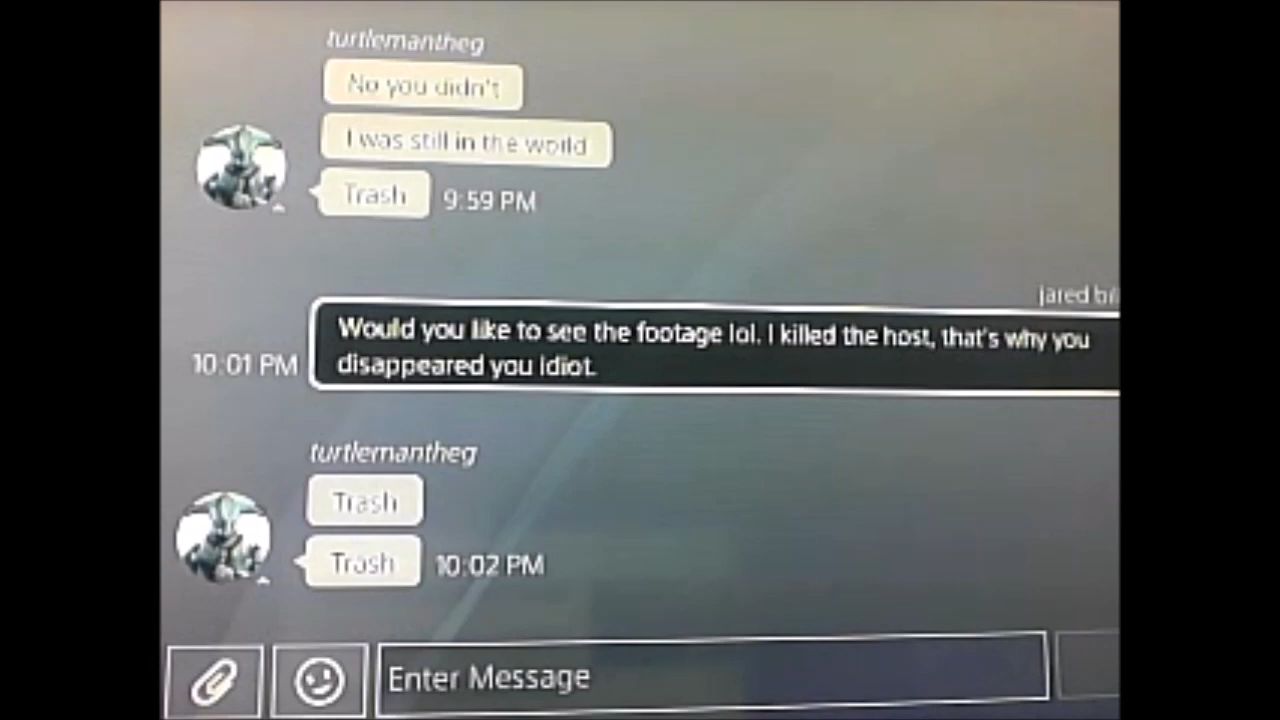 turtlemantheg
No you didn't
I was still in the world
Trash
9:59 PM
jared
Would you like to see the footage lol. I killed the host, that's why you
disappeared you idiot.
10:01 PM
turtlemantheg
Trash
Trash
10:02 PM
Enter Message